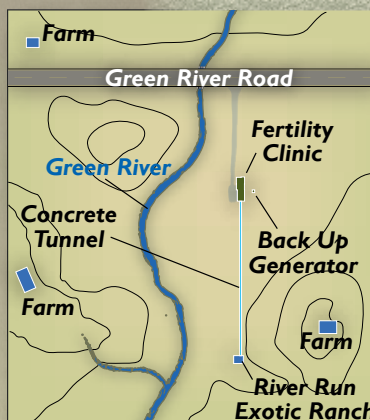 Farm
Green River Road
Fertility
Clinic
Green River
Concrete
Tunnel
Back Up
Generator
Farm
Farm
River Run
Exotic Ranch